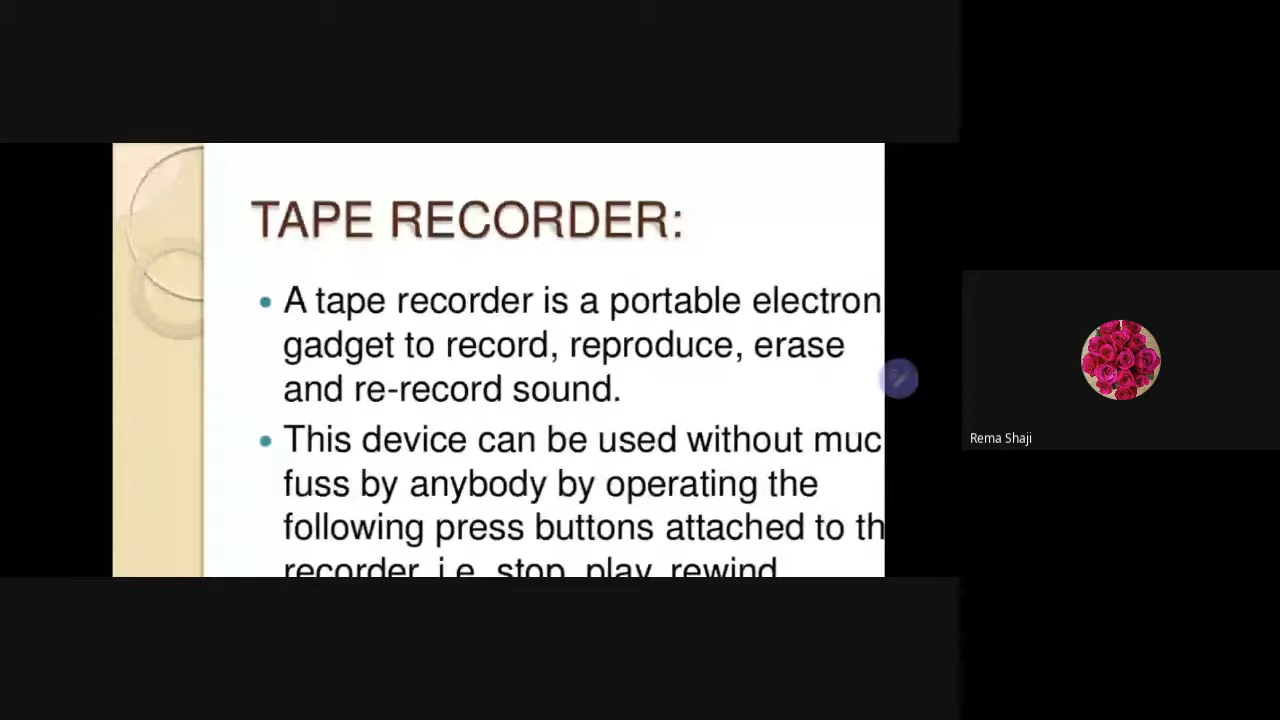 TAPE RECORDER:
• A tape recorder is a portable electron
gadget to record, reproduce, erase
and re-record sound.
• This device can be used without muc
fuss by anybody by operating the
following press buttons attached to th
recorder, i.e. stop, play, rewind
Rema Shaji